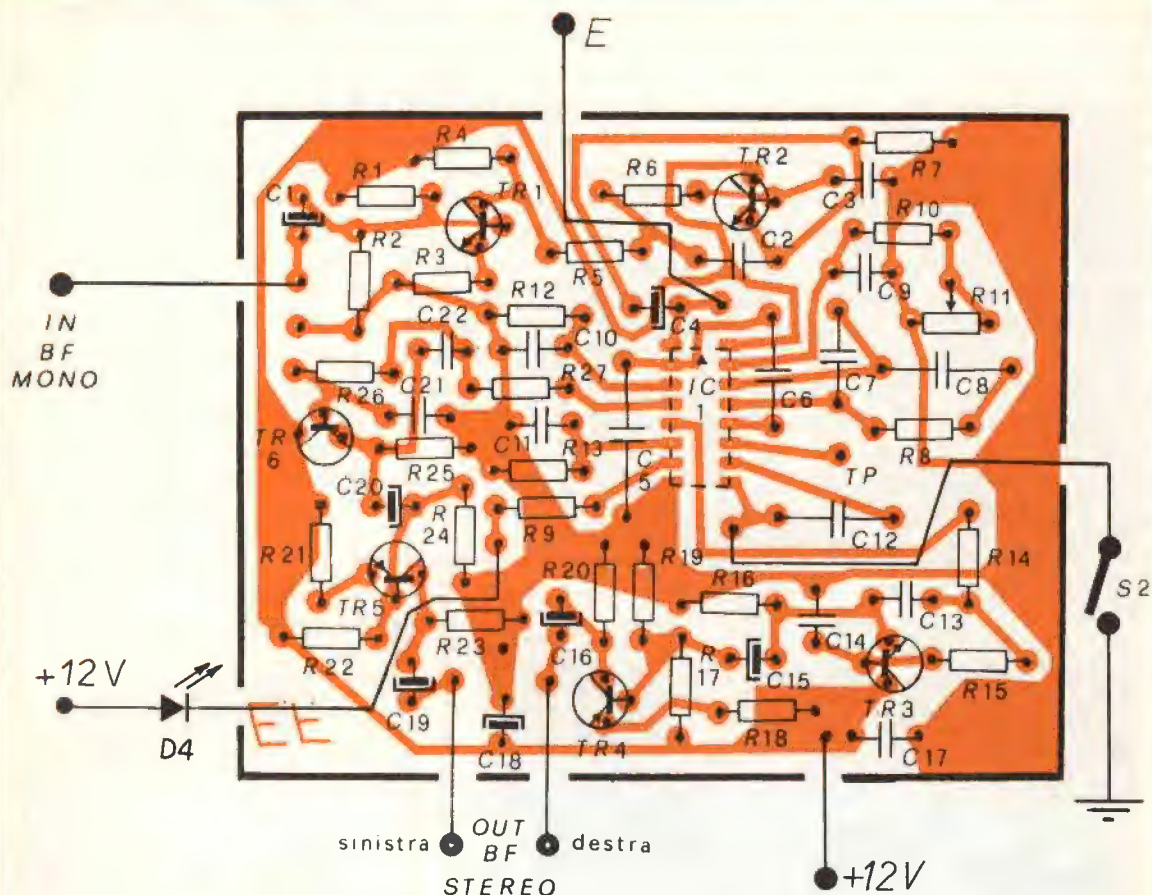 E
R4
TR2
R7
R1
TR1
R6
C1
C3
R10
R2
R3
R5
C2
C9
R11
IN
BF
MONO
C22
R12
C10
C4
IC
1
C7
C8
R26
C21
R27
C6
TR
6
R25
C11
R13
C
5
TP
R8
C20
R
24
R9
C12
R21
R20
R19
R16
R14
S2
TR5
C13
R22
R23
C16
R
17
C15
C14
R15
+12V
D4
EE
C19
C18
TR4
R18
TR3
C17
sinistra
OUT
BF
STEREO
destra
+12V